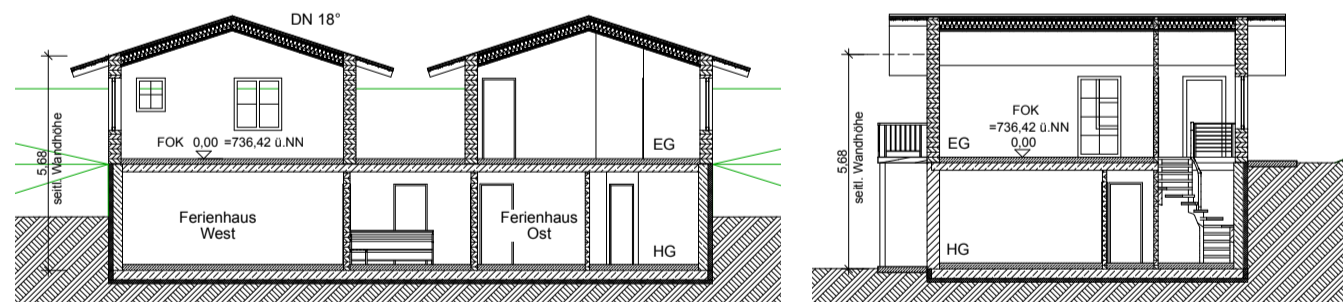 DN 18°
5,68
seitl. Wandhöhe
FOK 0,00 =736,42 ü.NN
EG
Ferienhaus
West
Ferienhaus
Ost
HG
5,68
seitl. Wandhöhe
FOK
=736,42 ü.NN
0,00
EG
HG